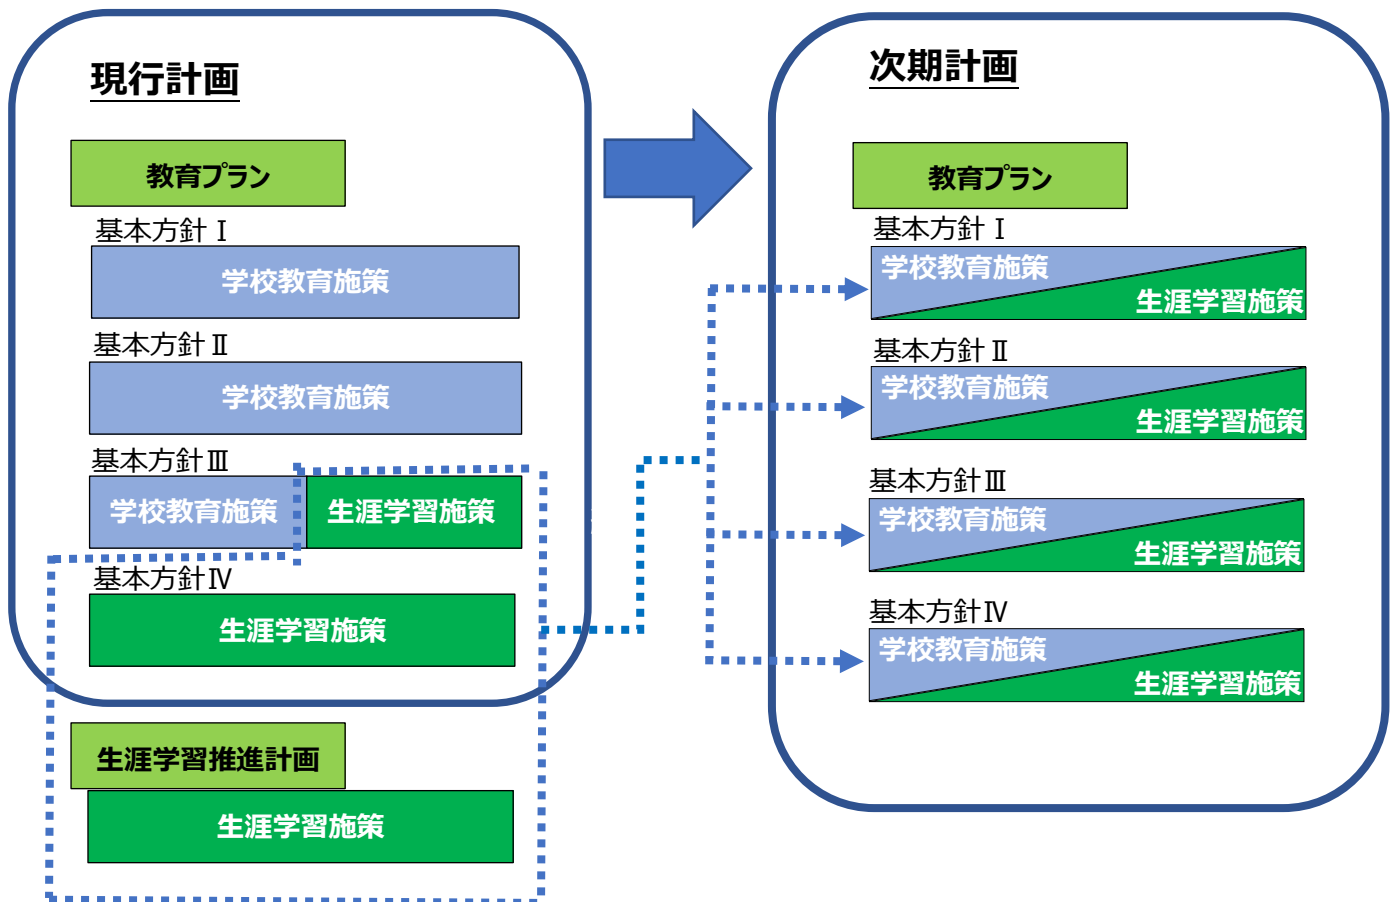 現行計画
教育プラン
基本方針Ⅰ
学校教育施策
基本方針Ⅱ
学校教育施策
基本方針Ⅲ
学校教育施策
生涯学習施策
基本方針Ⅳ
生涯学習施策
生涯学習推進計画
生涯学習施策
次期計画
教育プラン
基本方針Ⅰ
学校教育施策
生涯学習施策
基本方針Ⅱ
学校教育施策
生涯学習施策
基本方針Ⅲ
学校教育施策
生涯学習施策
基本方針Ⅳ
学校教育施策
生涯学習施策